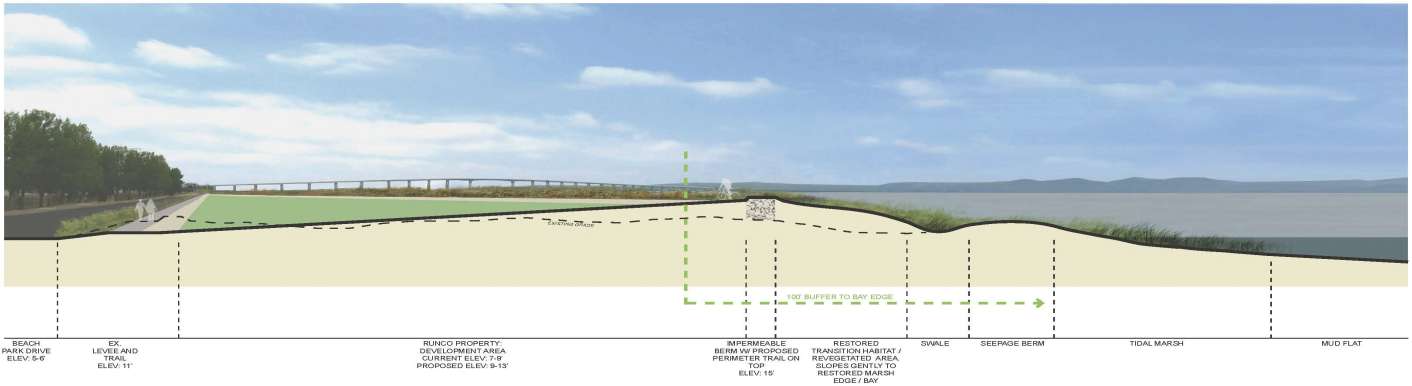 EXISTING GRADE
100' BUFFER TO BAY EDGE
BEACH
PARK DRIVE
ELEV: 5-6'
EX.
LEVEE AND
TRAIL
ELEV: 11'
RUNCO PROPERTY:
DEVELOPMENT AREA
CURRENT ELEV: 7-9'
PROPOSED ELEV: 9-13'
IMPERMEABLE
BERM W/ PROPOSED
PERIMETER TRAIL ON
TOP
ELEV: 15'
RESTORED
TRANSITION HABITAT /
REVEGETATED AREA.
SLOPES GENTLY TO
RESTORED MARSH
EDGE / BAY
SWALE
SEEPAGE BERM
TIDAL MARSH
MUD FLAT